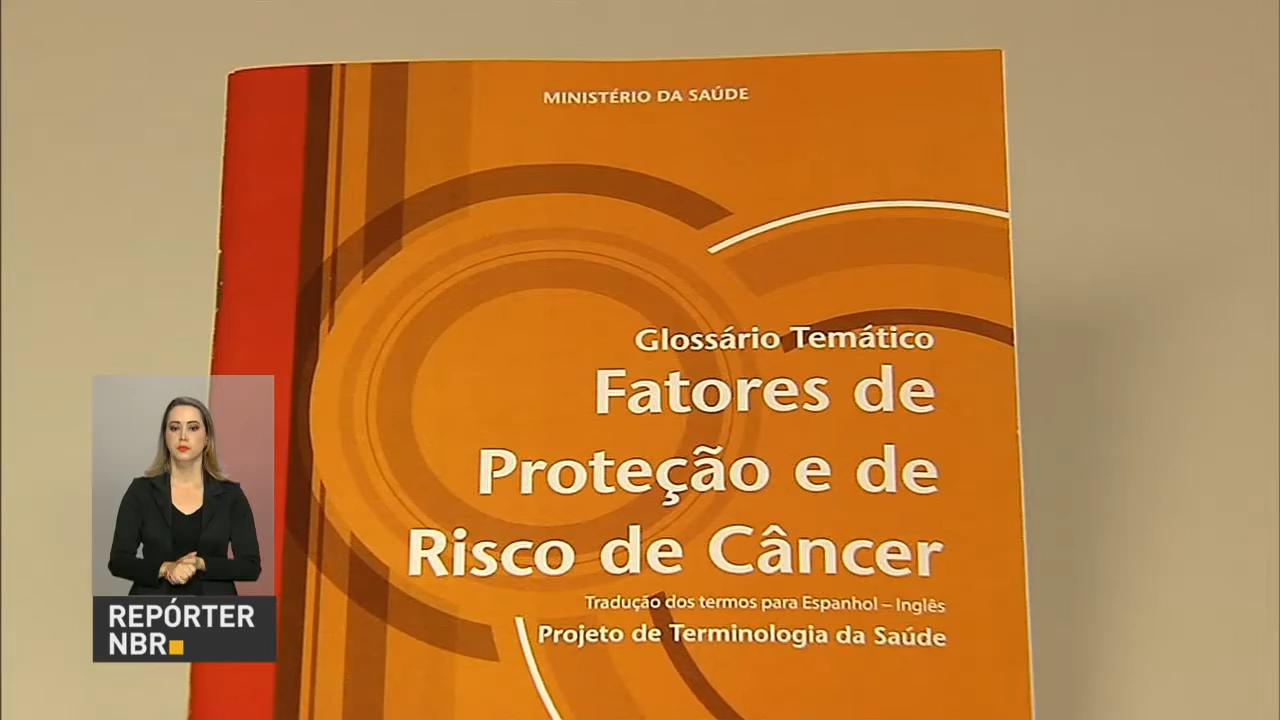 MINISTÉRIO DA SAÚDE
Glossário Temático
Fatores de
Proteção e de
Risco de Câncer
Tradução dos termos para Espanhol – Inglês
Projeto de Terminologia da Saúde
REPÓRTER
NBR